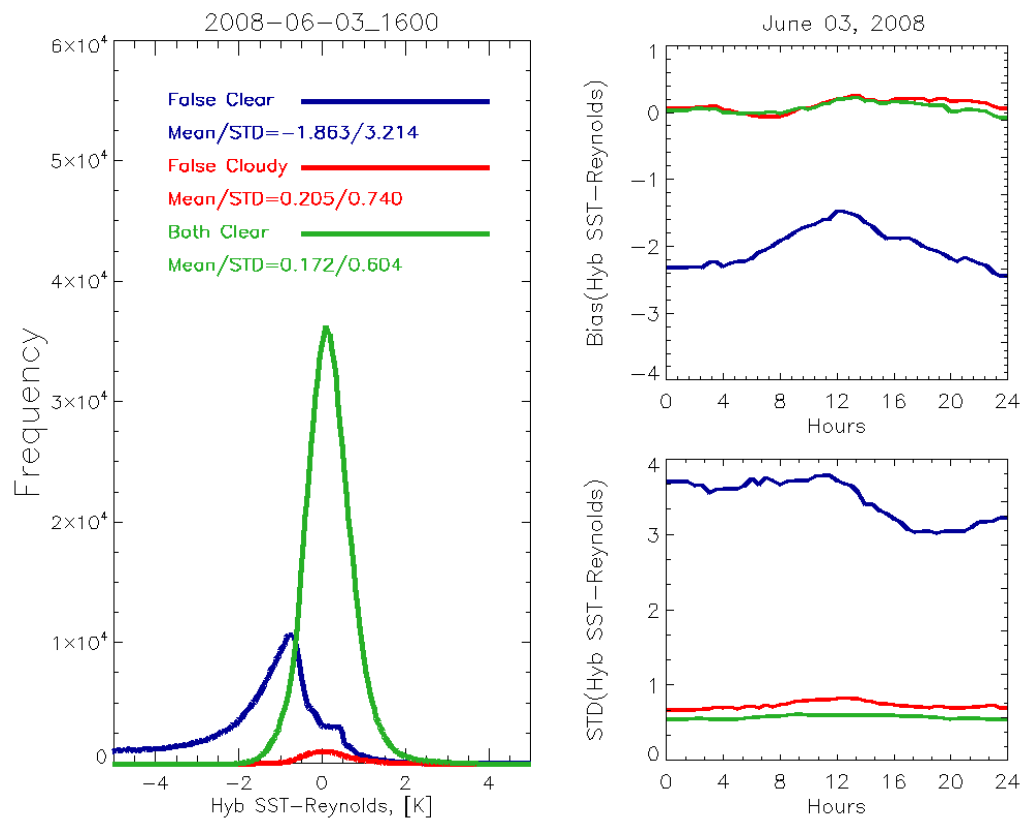 2008-06-03_1600
6×10⁴
5×10⁴
4×10⁴
3×10⁴
2×10⁴
1×10⁴
0
Frequency
False Clear
Mean/STD=-1.863/3.214
False Cloudy
Mean/STD=0.205/0.740
Both Clear
Mean/STD=0.172/0.604
-4 -2 0 2 4
Hyb SST-Reynolds, [K]
June 03, 2008
1
0
-1
-2
-3
-4
Bias(Hyb SST-Reynolds)
0 4 8 12 16 20 24
Hours
4
3
2
1
0
STD(Hyb SST-Reynolds)
0 4 8 12 16 20 24
Hours